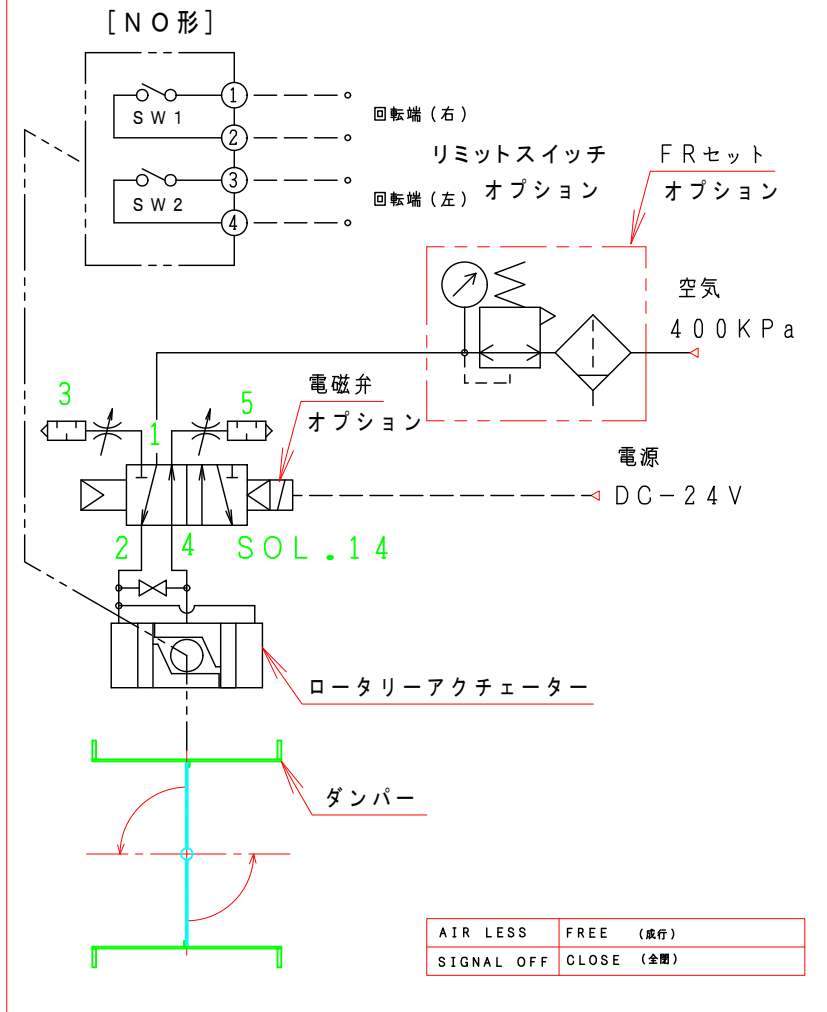 [NO形]
1
SW1
2
回転端(右)
3
SW2
4
回転端(左)
リミットスイッチ
オプション
FRセット
オプション
空気
400KPa
電磁弁
オプション
3
1
5
電源
DC-24V
2
4
SOL.14
ロータリーアクチェーター
ダンパー
AIR LESS FREE (成行)
SIGNAL OFF CLOSE (全閉)